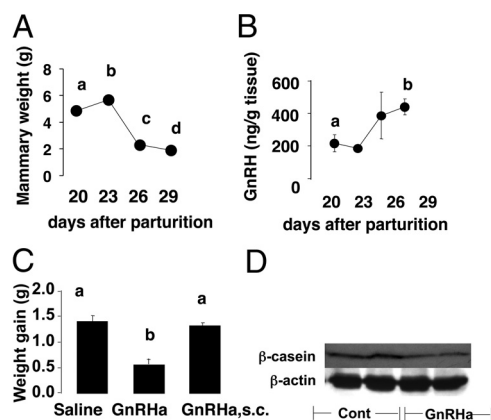 A
Mammary weight (g)
8
6
4
2
0
a
b
c
d
20 23 26 29
days after parturition
B
GnRH (ng/g tissue)
600
400
200
0
a
b
20 23 26 29
days after parturition
C
Weight gain (g)
2.0
1.5
1.0
0.5
0.0
a
b
a
Saline GnRHa GnRHa,s.c.
D
β-casein
β-actin
Cont GnRHa